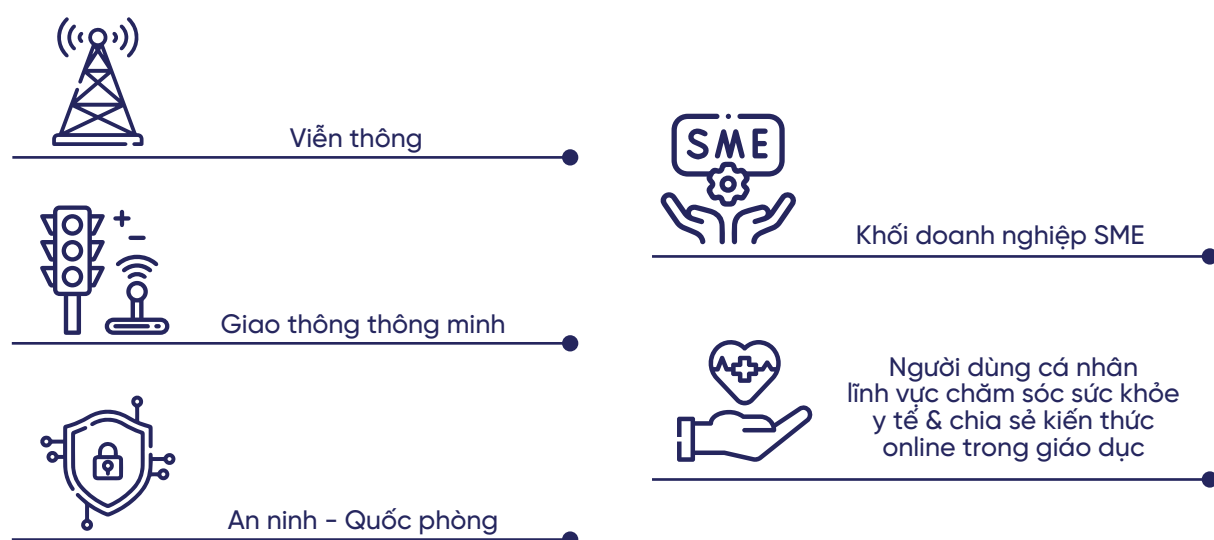 Viễn thông
Giao thông thông minh
An ninh - Quốc phòng
SME
Khối doanh nghiệp SME
Người dùng cá nhân
lĩnh vực chăm sóc sức khỏe
y tế & chia sẻ kiến thức
online trong giáo dục